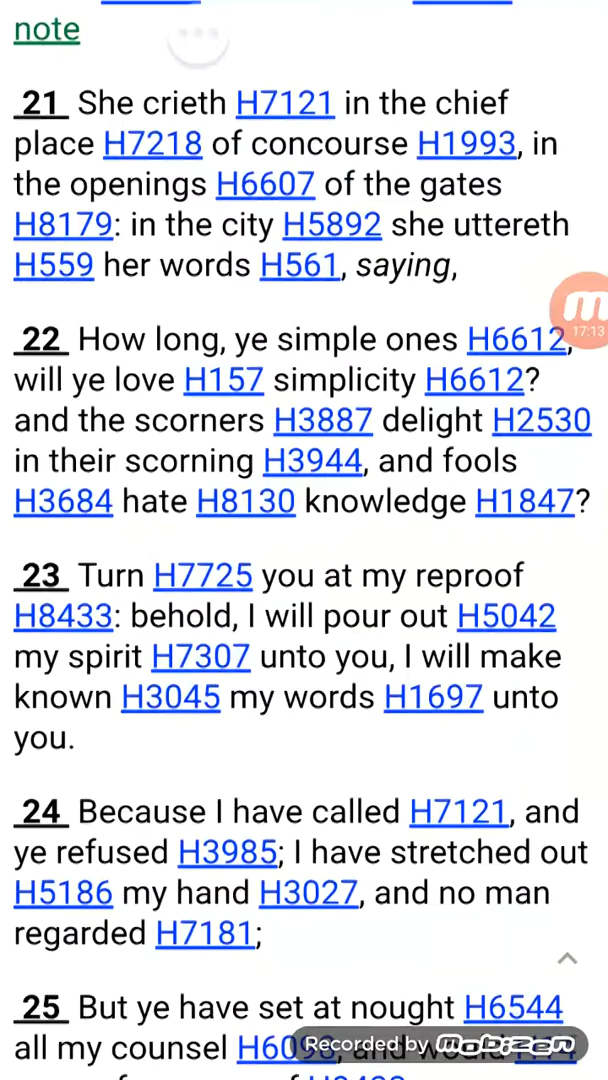 note
21 She crieth H7121 in the chief
place H7218 of concourse H1993, in
the openings H6607 of the gates
H8179: in the city H5892 she uttereth
H559 her words H561, saying,
17:13
22 How long, ye simple ones H6612,
will ye love H157 simplicity H6612?
and the scorners H3887 delight H2530
in their scorning H3944, and fools
H3684 hate H8130 knowledge H1847?
23 Turn H7725 you at my reproof
H8433: behold, I will pour out H5042
my spirit H7307 unto you, I will make
known H3045 my words H1697 unto
you.
24 Because I have called H7121, and
ye refused H3985; I have stretched out
H5186 my hand H3027, and no man
regarded H7181;
25 But ye have set at nought H6544
all my counsel and would
Recorded by mobizen